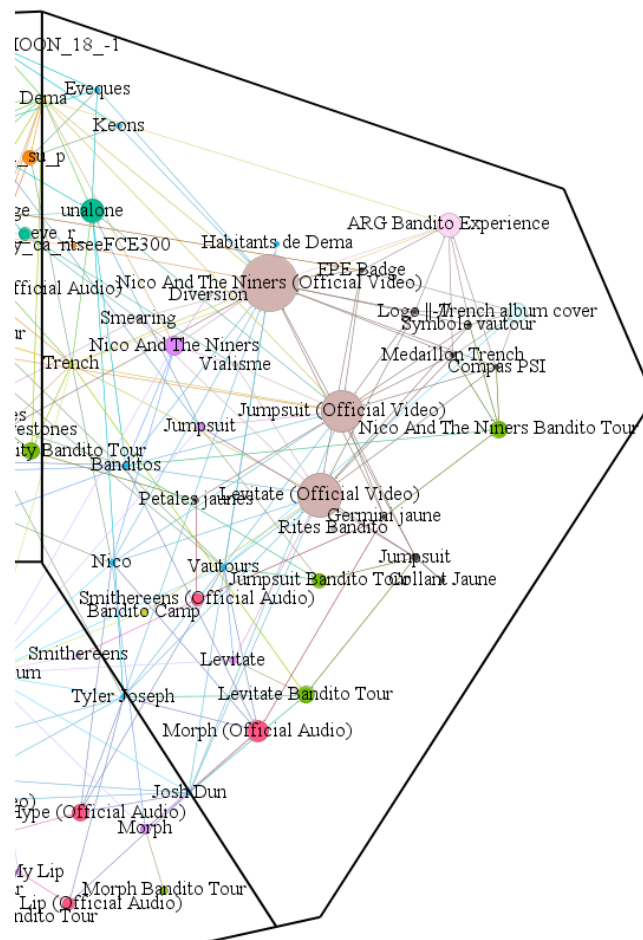 MOON_18_-1
Eveques
Dema
Keons
_su_p
unalone
ARG Bandito Experience
eve_r
Habitants de Dema
y_ca_ntseeFCE300
FPE Badge
Nico And The Niners (Official Video)
fficial Audio)
Diversion
Trench album cover
Smearing
Symbole vautour
Nico And The Niners
Medaillon Trench
Trench
Vialisme
Compas PSI
Jumpsuit (Official Video)
Jumpsuit
Nico And The Niners Bandito Tour
restones
ity Bandito Tour
Banditos
Levitate (Official Video)
Petales jaunes
Germini jaune
Rites Bandito
Nico
Vautours
Jumpsuit
Jumpsuit Bandito Tour
Collant Jaune
Smithereens (Official Audio)
Bandito Camp
Smithereens
Levitate
um
Tyler Joseph
Levitate Bandito Tour
Morph (Official Audio)
Josh Dun
Hype (Official Audio)
Morph
My Lip
Morph Bandito Tour
Lip (Official Audio)
ndito Tour